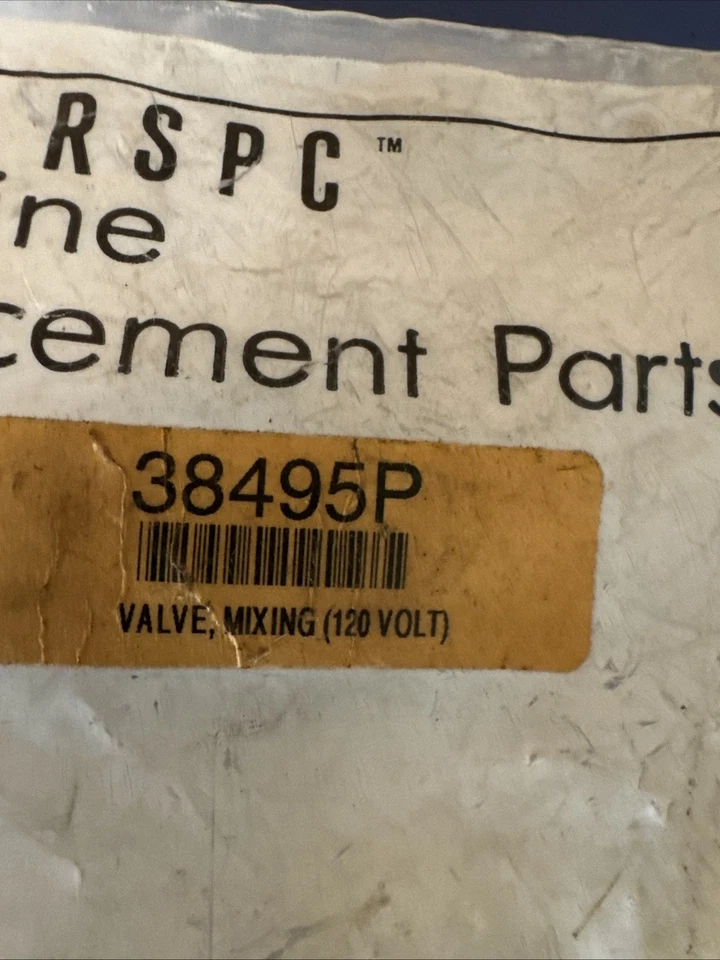 RSPC™
ine
cement Parts
38495P
VALVE, MIXING (120 VOLT)